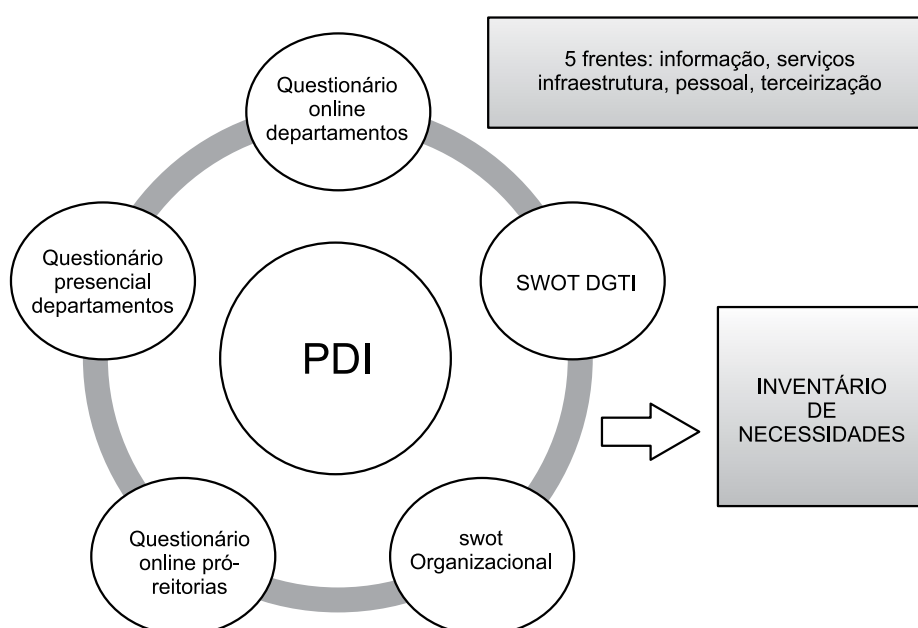 5 frentes: informação, serviços
infraestrutura, pessoal, terceirização
Questionário
online
departamentos
Questionário
presencial
departamentos
SWOT DGTI
PDI
INVENTÁRIO
DE
NECESSIDADES
Questionário
online pró-
reitorias
swot
Organizacional